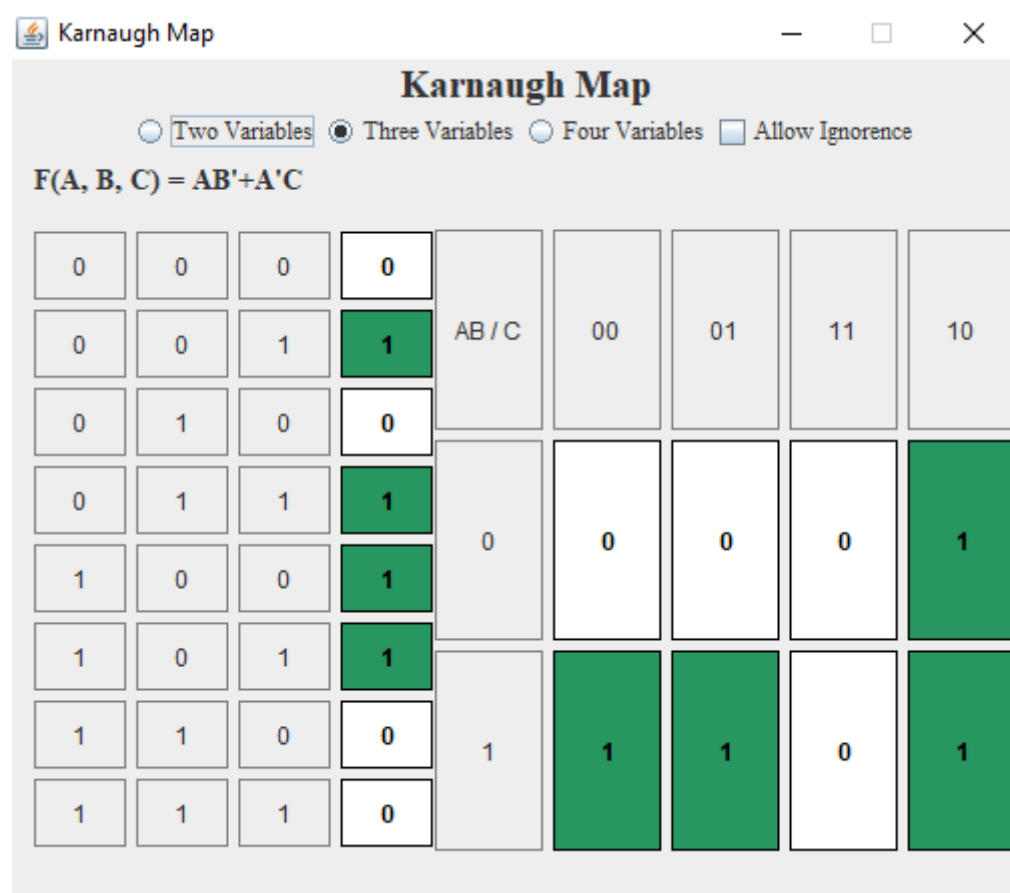 Karnaugh Map
Karnaugh Map
Two Variables Three Variables Four Variables Allow Ignorence
F(A, B, C) = AB'+A'C
0 0 0 0
0 0 1 1
0 1 0 0
0 1 1 1
1 0 0 1
1 0 1 1
1 1 0 0
1 1 1 0
AB / C 00 01 11 10
0 0 0 0 1
1 1 1 0 1